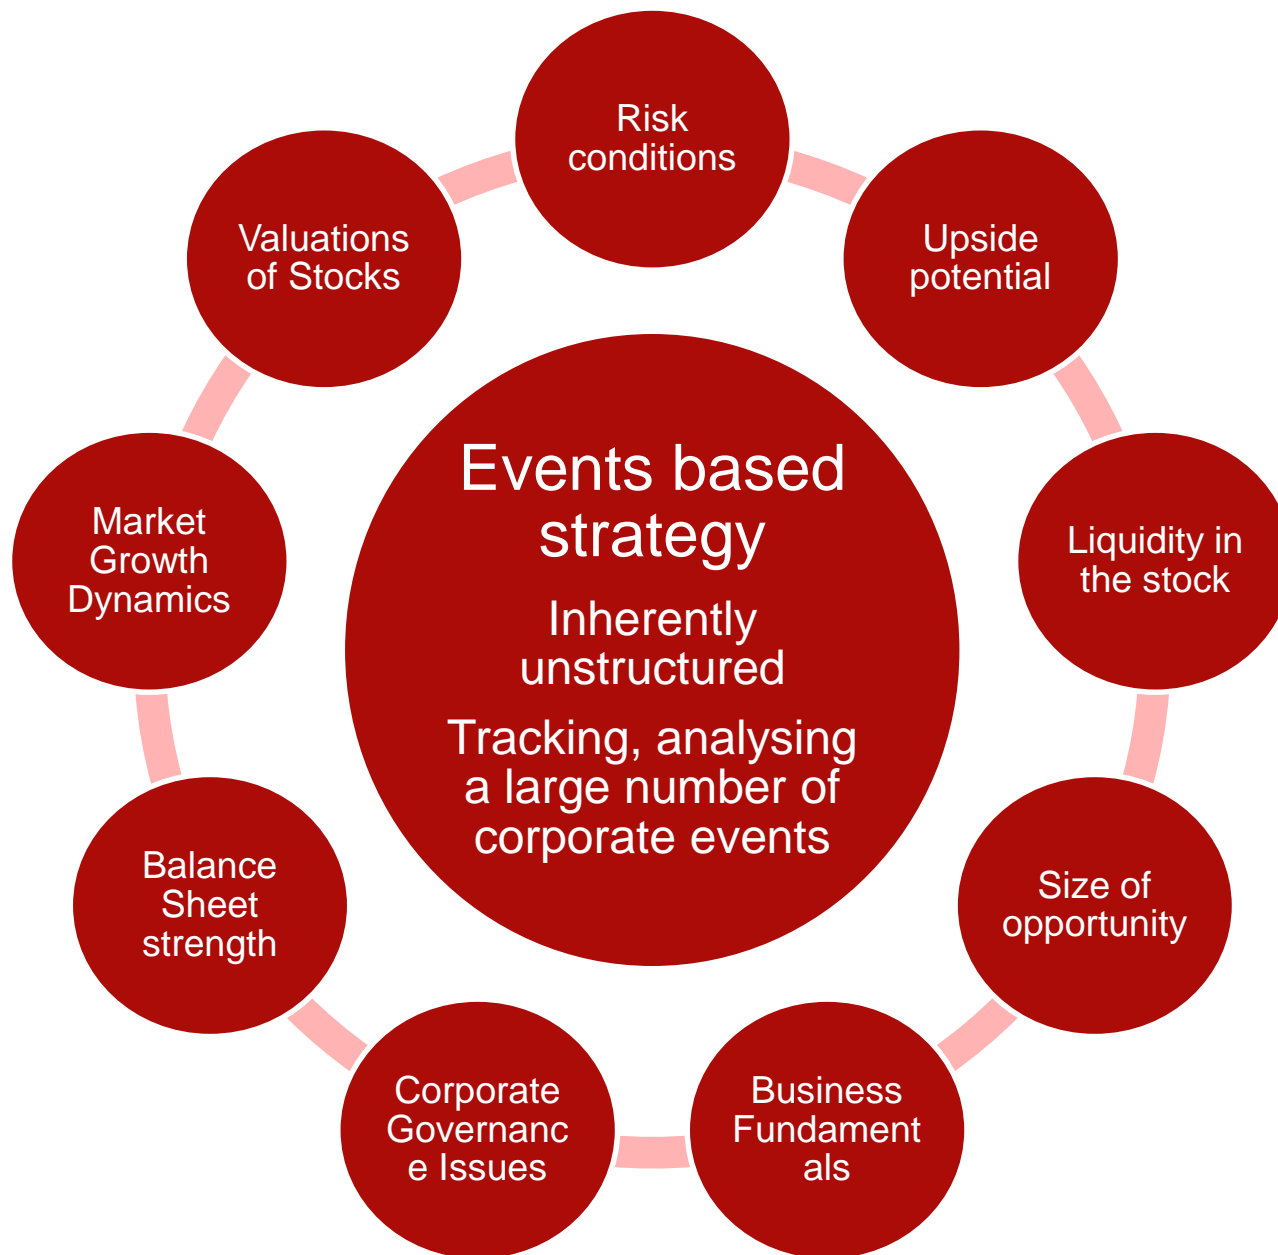 Risk
conditions
Upside
potential
Liquidity in
the stock
Size of
opportunity
Business
Fundament
als
Corporate
Governanc
e Issues
Balance
Sheet
strength
Market
Growth
Dynamics
Valuations
of Stocks
Events based
strategy
Inherently
unstructured
Tracking, analysing
a large number of
corporate events